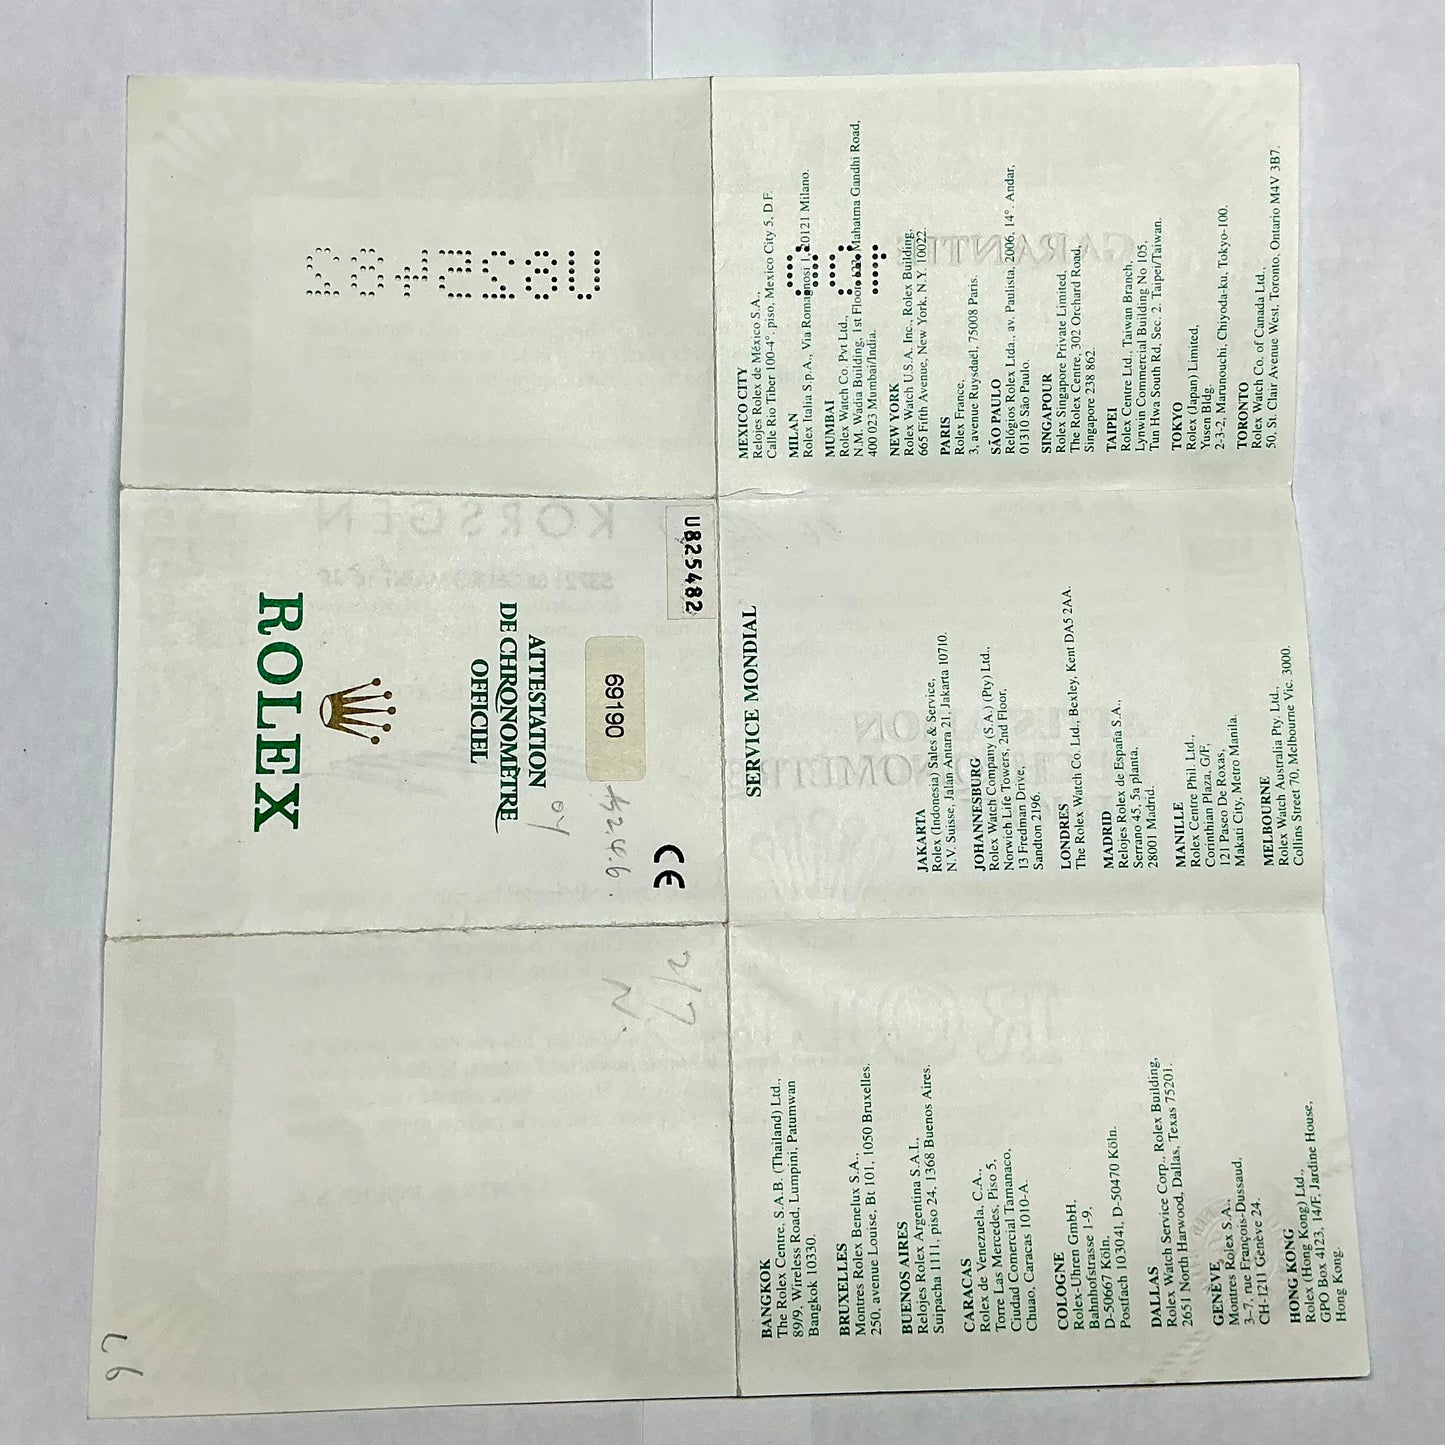 U825482
ROLEX
ATTESTATION
DE CHRONOMÈTRE
OFFICIEL
69190
U825482
CE
67
SERVICE MONDIAL
BANGKOK
The Rolex Centre, S.A.B. (Thailand) Ltd.,
89/9, Wireless Road, Lumpini, Patumwan
Bangkok 10330.
BRUXELLES
Montres Rolex Benelux S.A.,
250, avenue Louise, Bt 101, 1050 Bruxelles.
BUENOS AIRES
Relojes Rolex Argentina S.A.I.,
Suipacha 1111, piso 24, 1368 Buenos Aires.
CARACAS
Rolex de Venezuela, C.A.,
Torre Las Mercedes, Piso 5,
Ciudad Comercial Tamanaco,
Chuao, Caracas 1010-A.
COLOGNE
Rolex-Uhren GmbH,
Bahnhofstrasse 1-9,
D-50667 Köln,
Postfach 103041, D-50470 Köln.
DALLAS
Rolex Watch Service Corp., Rolex Building,
2651 North Harwood, Dallas, Texas 75201.
GENÈVE
Montres Rolex S.A.,
3-7, rue François-Dussaud,
CH-1211 Genève 24.
HONG KONG
Rolex (Hong Kong) Ltd.,
GPO Box 4123, 14/F, Jardine House,
Hong Kong.
JAKARTA
Rolex (Indonesia) Sales & Service,
N.V. Suisse, Jalan Antara 21, Jakarta 10710.
JOHANNESBURG
Rolex Watch Company (S.A.) (Pty) Ltd.,
Norwich Life Towers, 2nd Floor,
13 Fredman Drive,
Sandton 2196.
LONDRES
The Rolex Watch Co. Ltd., Bexley, Kent DA5 2AA.
MADRID
Relojes Rolex de España S.A.,
Serrano 45, 5a planta,
28001 Madrid.
MANILLE
Rolex Centre Phil. Ltd.,
Corinthian Plaza, G/F,
121 Paseo De Roxas,
Makati City, Metro Manila.
MELBOURNE
Rolex Watch Australia Pty. Ltd.,
Collins Street 70, Melbourne Vic. 3000.
MEXICO CITY
Relojes Rolex de México S.A.,
Calle Rio Tiber 100-4°. piso, Mexico City 5, D.F.
MILAN
Rolex Italia S.p.A., Via Romagnosi 1, 20121 Milano.
MUMBAI
Rolex Watch Co. Pvt Ltd.,
N.M. Wadia Building, 1st Floor, 123, Mahatma Gandhi Road,
400 023 Mumbai/India.
NEW YORK
Rolex Watch U.S.A. Inc., Rolex Building,
665 Fifth Avenue, New York, N.Y. 10022.
PARIS
Rolex France,
3, avenue Ruysdaël, 75008 Paris.
SÃO PAULO
Relógios Rolex Ltda., av. Paulista, 2006, 14°. Andar,
01310 São Paulo.
SINGAPOUR
Rolex Singapore Private Limited,
The Rolex Centre, 302 Orchard Road,
Singapore 238 862.
TAIPEI
Rolex Centre Ltd., Taiwan Branch,
Lynwin Commercial Building No 105,
Tun Hwa South Rd, Sec. 2. Taipei/Taiwan.
TOKYO
Rolex (Japan) Limited,
Yusen Bldg.
2-3-2, Marunouchi, Chiyoda-ku, Tokyo-100.
TORONTO
Rolex Watch Co. of Canada Ltd.,
50, St. Clair Avenue West, Toronto, Ontario M4V 3B7.